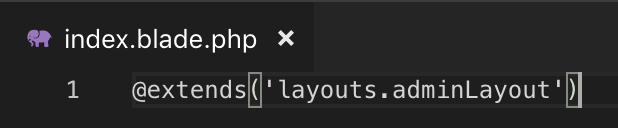 index.blade.php ×
1 @extends('layouts.adminLayout')